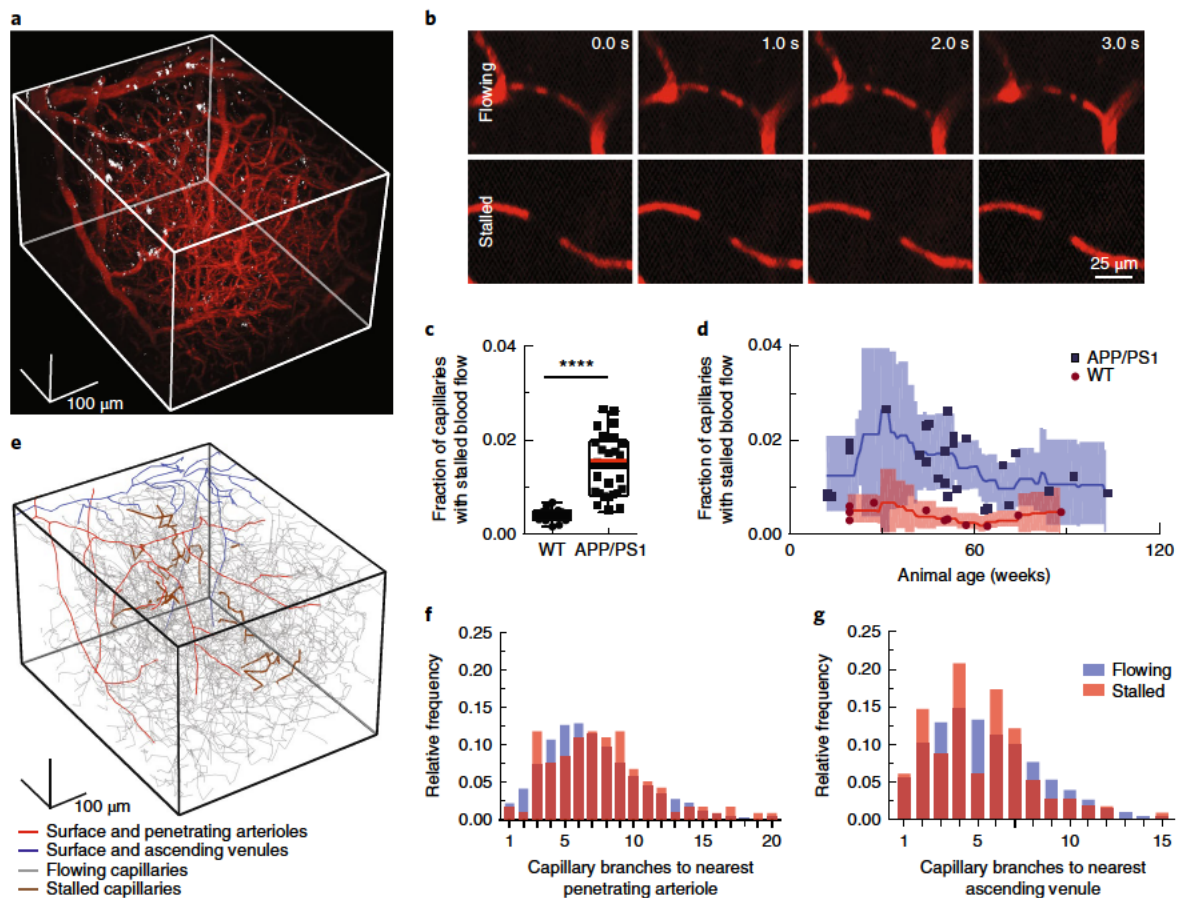 a
100 µm
b
0.0 s
1.0 s
2.0 s
3.0 s
Flowing
Stalled
25 µm
c
Fraction of capillaries
with stalled blood flow
0.04
0.02
0.00
****
WT
APP/PS1
d
Fraction of capillaries
with stalled blood flow
0.04
0.02
0.00
APP/PS1
WT
0
60
120
Animal age (weeks)
e
100 µm
Surface and penetrating arterioles
Surface and ascending venules
Flowing capillaries
Stalled capillaries
f
Relative frequency
0.25
0.20
0.15
0.10
0.05
0.00
1
5
10
15
20
Capillary branches to nearest
penetrating arteriole
g
Relative frequency
0.25
0.20
0.15
0.10
0.05
0.00
Flowing
Stalled
1
5
10
15
Capillary branches to nearest
ascending venule